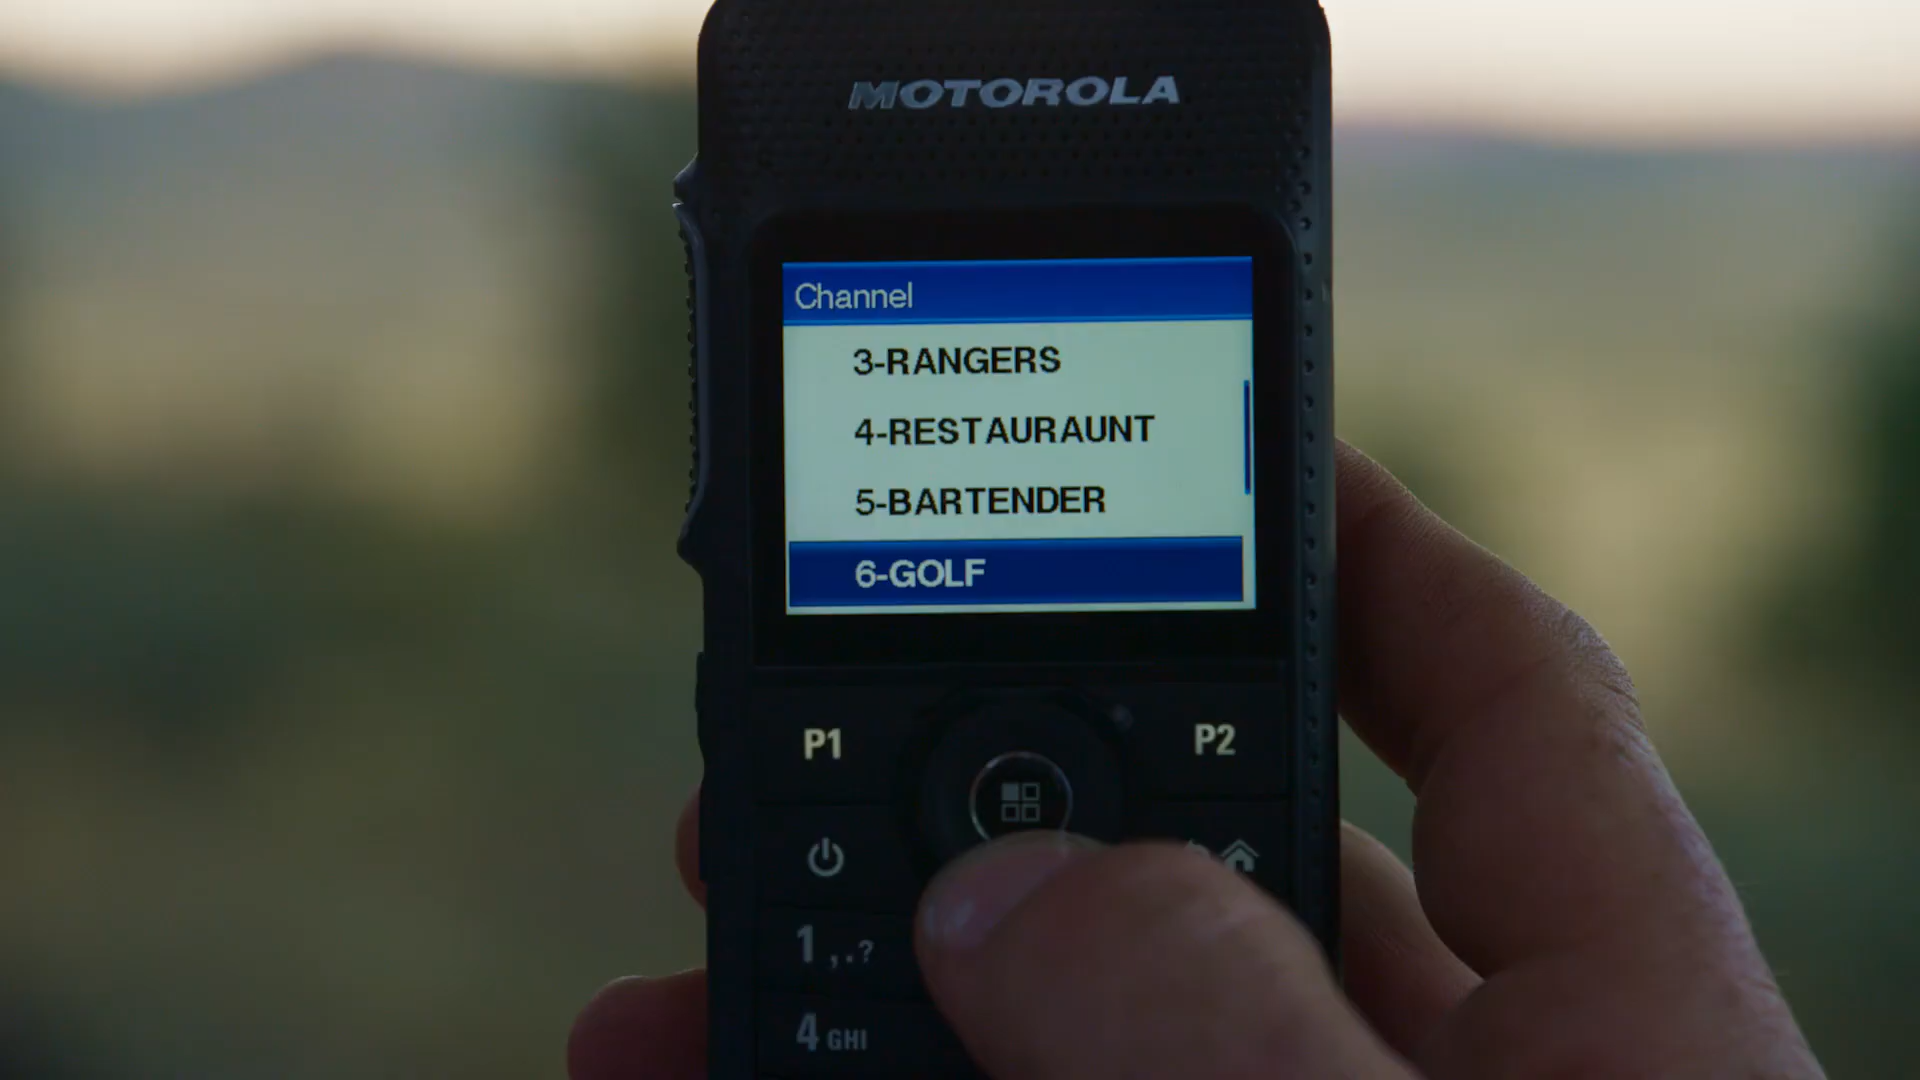 MOTOROLA
Channel
3-RANGERS
4-RESTAURAUNT
5-BARTENDER
6-GOLF
P1
P2
1 ,.?
4 GHI